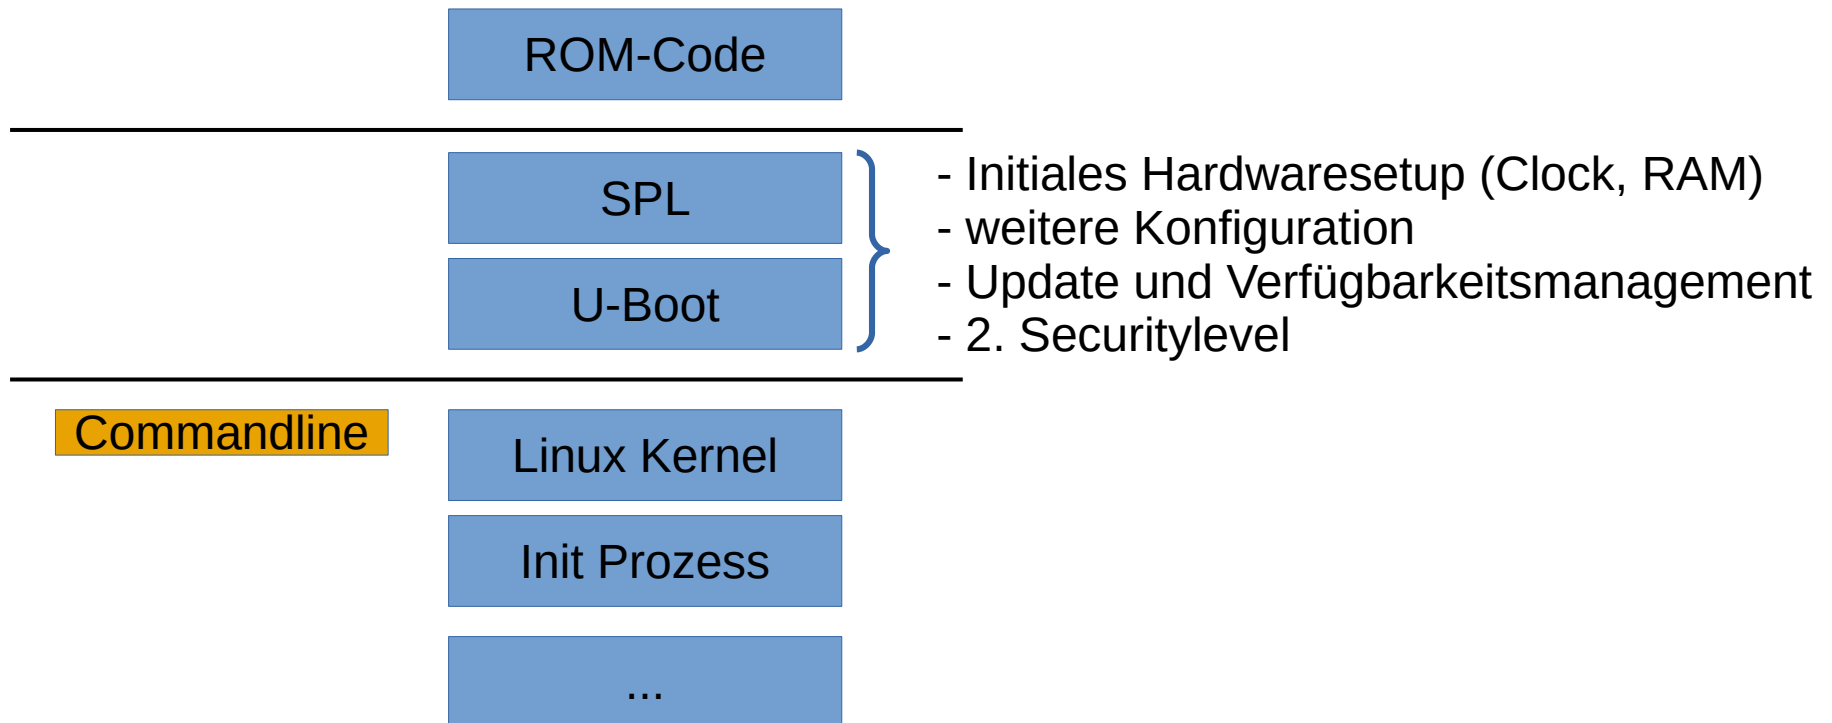 ROM-Code
SPL
U-Boot
- Initiales Hardwaresetup (Clock, RAM)
- weitere Konfiguration
- Update und Verfügbarkeitsmanagement
- 2. Securitylevel
Commandline
Linux Kernel
Init Prozess
...